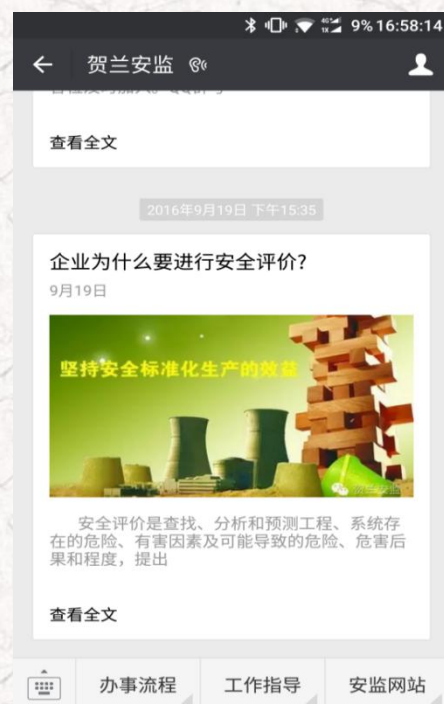 9% 16:58:14
贺兰安监
查看全文
2016年9月19日 下午15:35
企业为什么要进行安全评价?
9月19日
坚持安全标准化生产的效益
贺兰安监
安全评价是查找、分析和预测工程、系统存
在的危险、有害因素及可能导致的危险、危害后
果和程度，提出
查看全文
办事流程
工作指导
安监网站